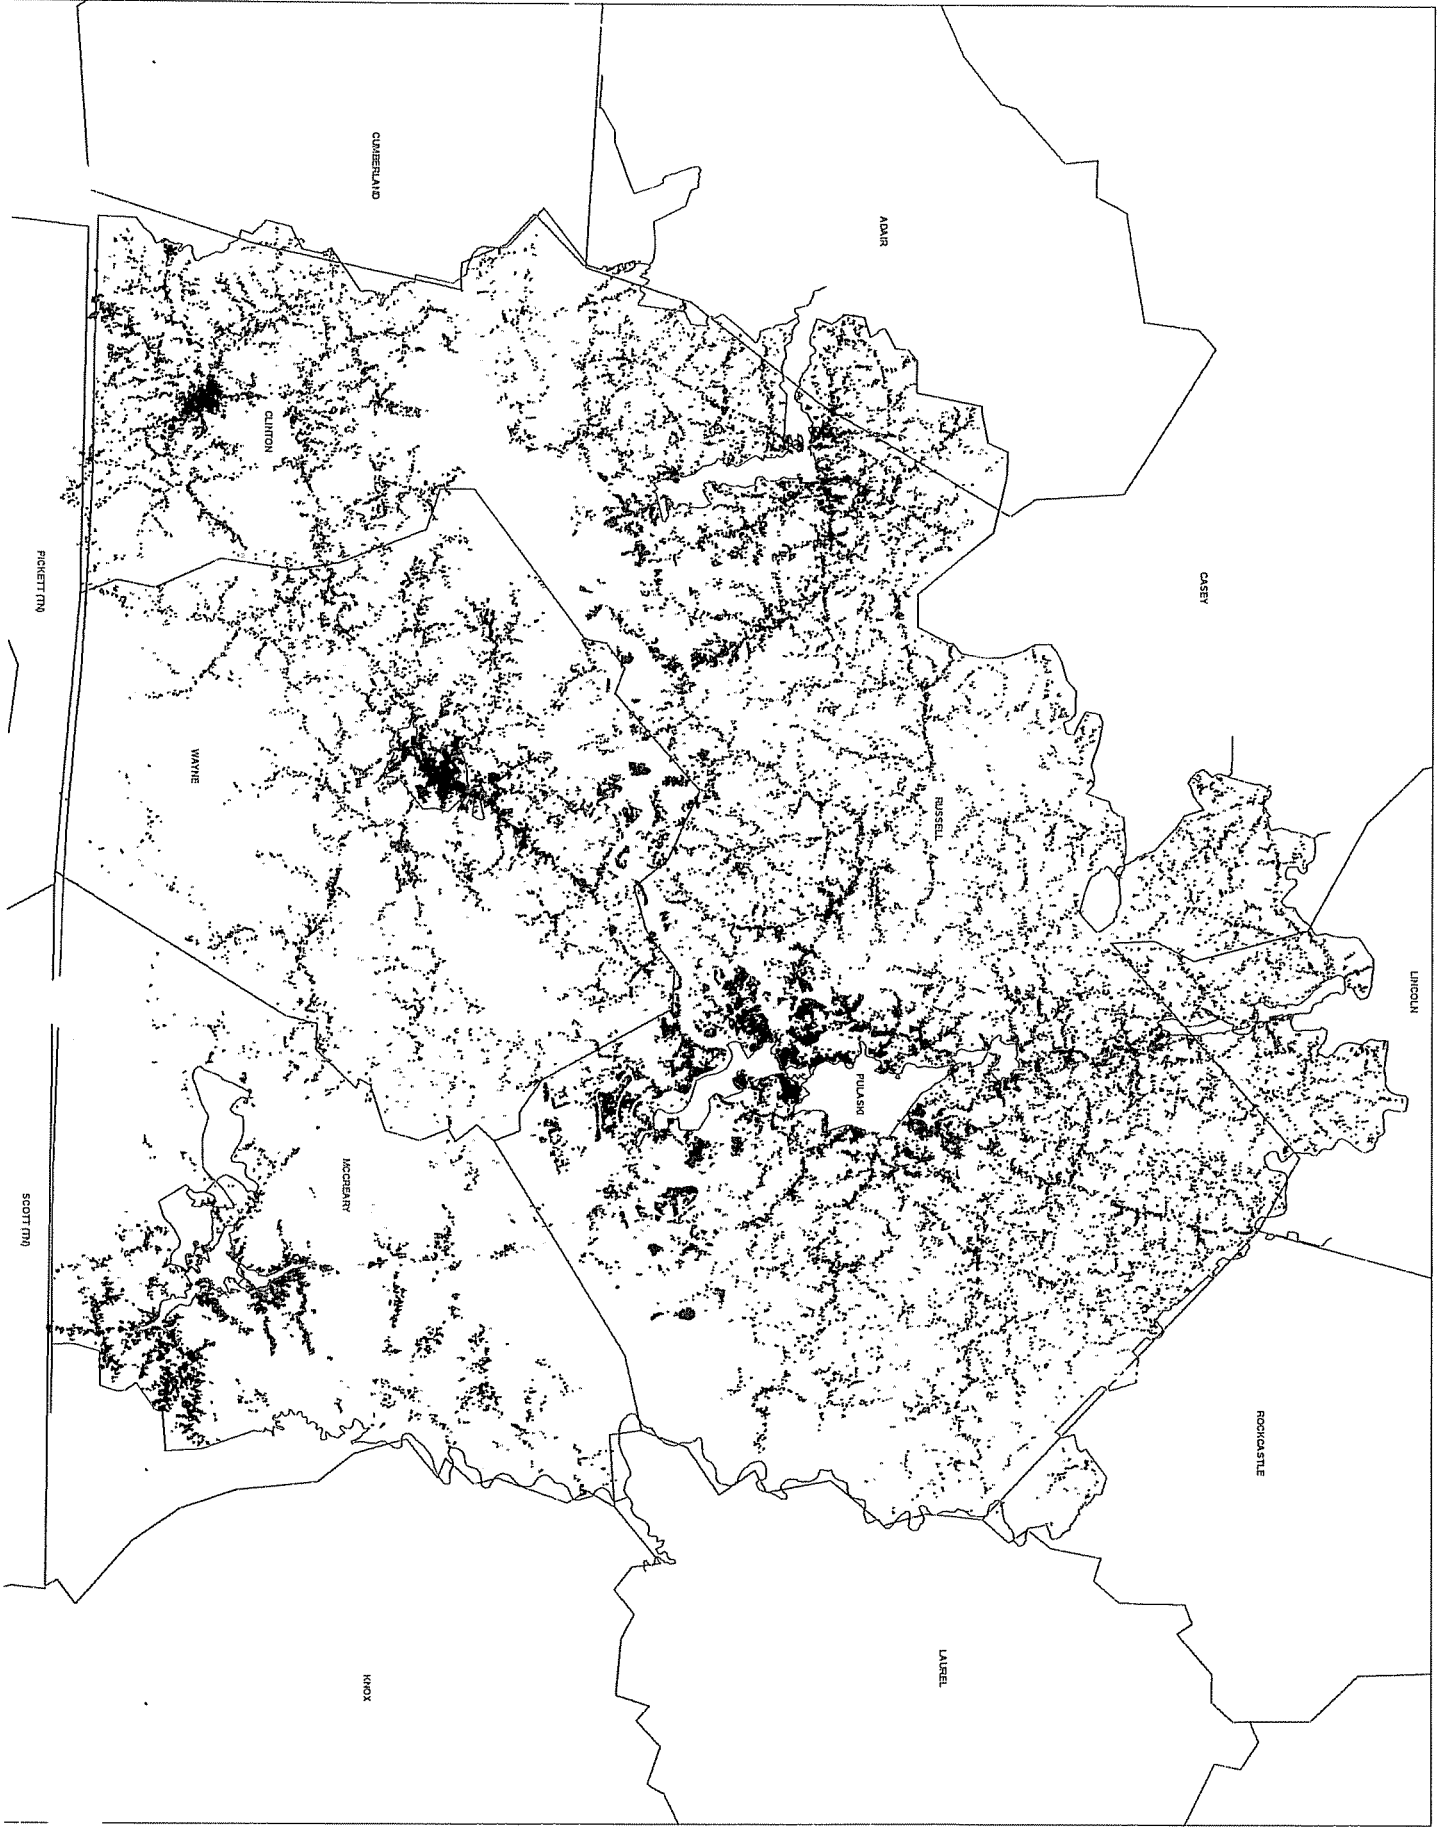 LINCOLN
CASEY
ROCKCASTLE
ADAIR
RUSSELL
PULASKI
LAUREL
CUMBERLAND
CLINTON
WAYNE
MCCREARY
KNOX
PICKETT (TN)
SCOTT (TN)